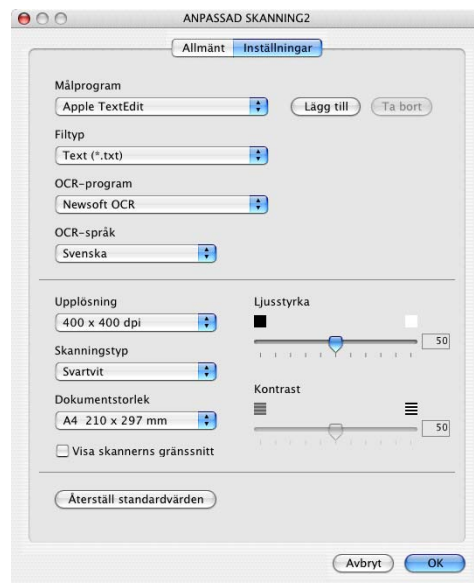 ANPASSAD SKANNING2
Allmänt Inställningar
Målprogram
Apple TextEdit Lägg till Ta bort
Filtyp
Text (*.txt)
OCR-program
Newsoft OCR
OCR-språk
Svenska
Upplösning Ljusstyrka
400 x 400 dpi
50
Skanningstyp
Svartvit
Kontrast
Dokumentstorlek
A4 210 x 297 mm
50
Visa skannerns gränssnitt
Återställ standardvärden
Avbryt OK